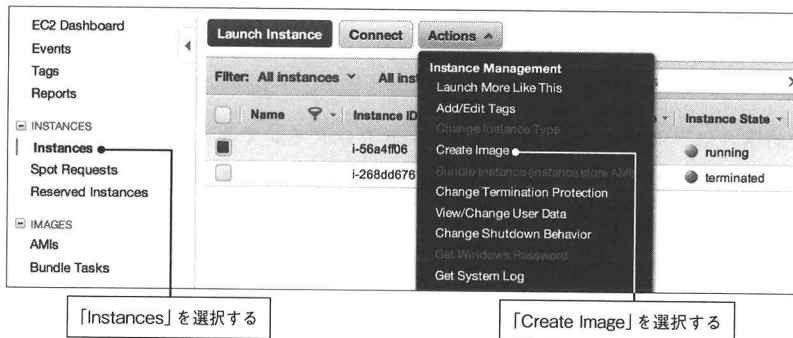 EC2 Dashboard
Events
Tags
Reports
INSTANCES
Instances
Spot Requests
Reserved Instances
IMAGES
AMIs
Bundle Tasks
Launch Instance Connect Actions
Filter: All instances All inst
Name Instance ID Instance State
i-56a4ff06 running
i-268dd676 terminated
Instance Management
Launch More Like This
Add/Edit Tags
Change Instance Type
Create Image
Bundle Instance (instance store AMI)
Change Termination Protection
View/Change User Data
Change Shutdown Behavior
Get Windows Password
Get System Log
「Instances」を選択する
「Create Image」を選択する